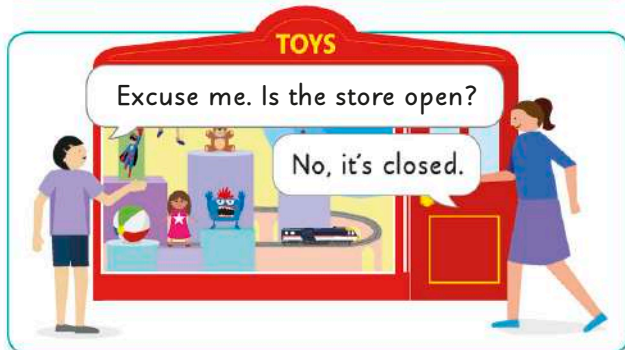 TOYS
Excuse me. Is the store open?
No, it's closed.